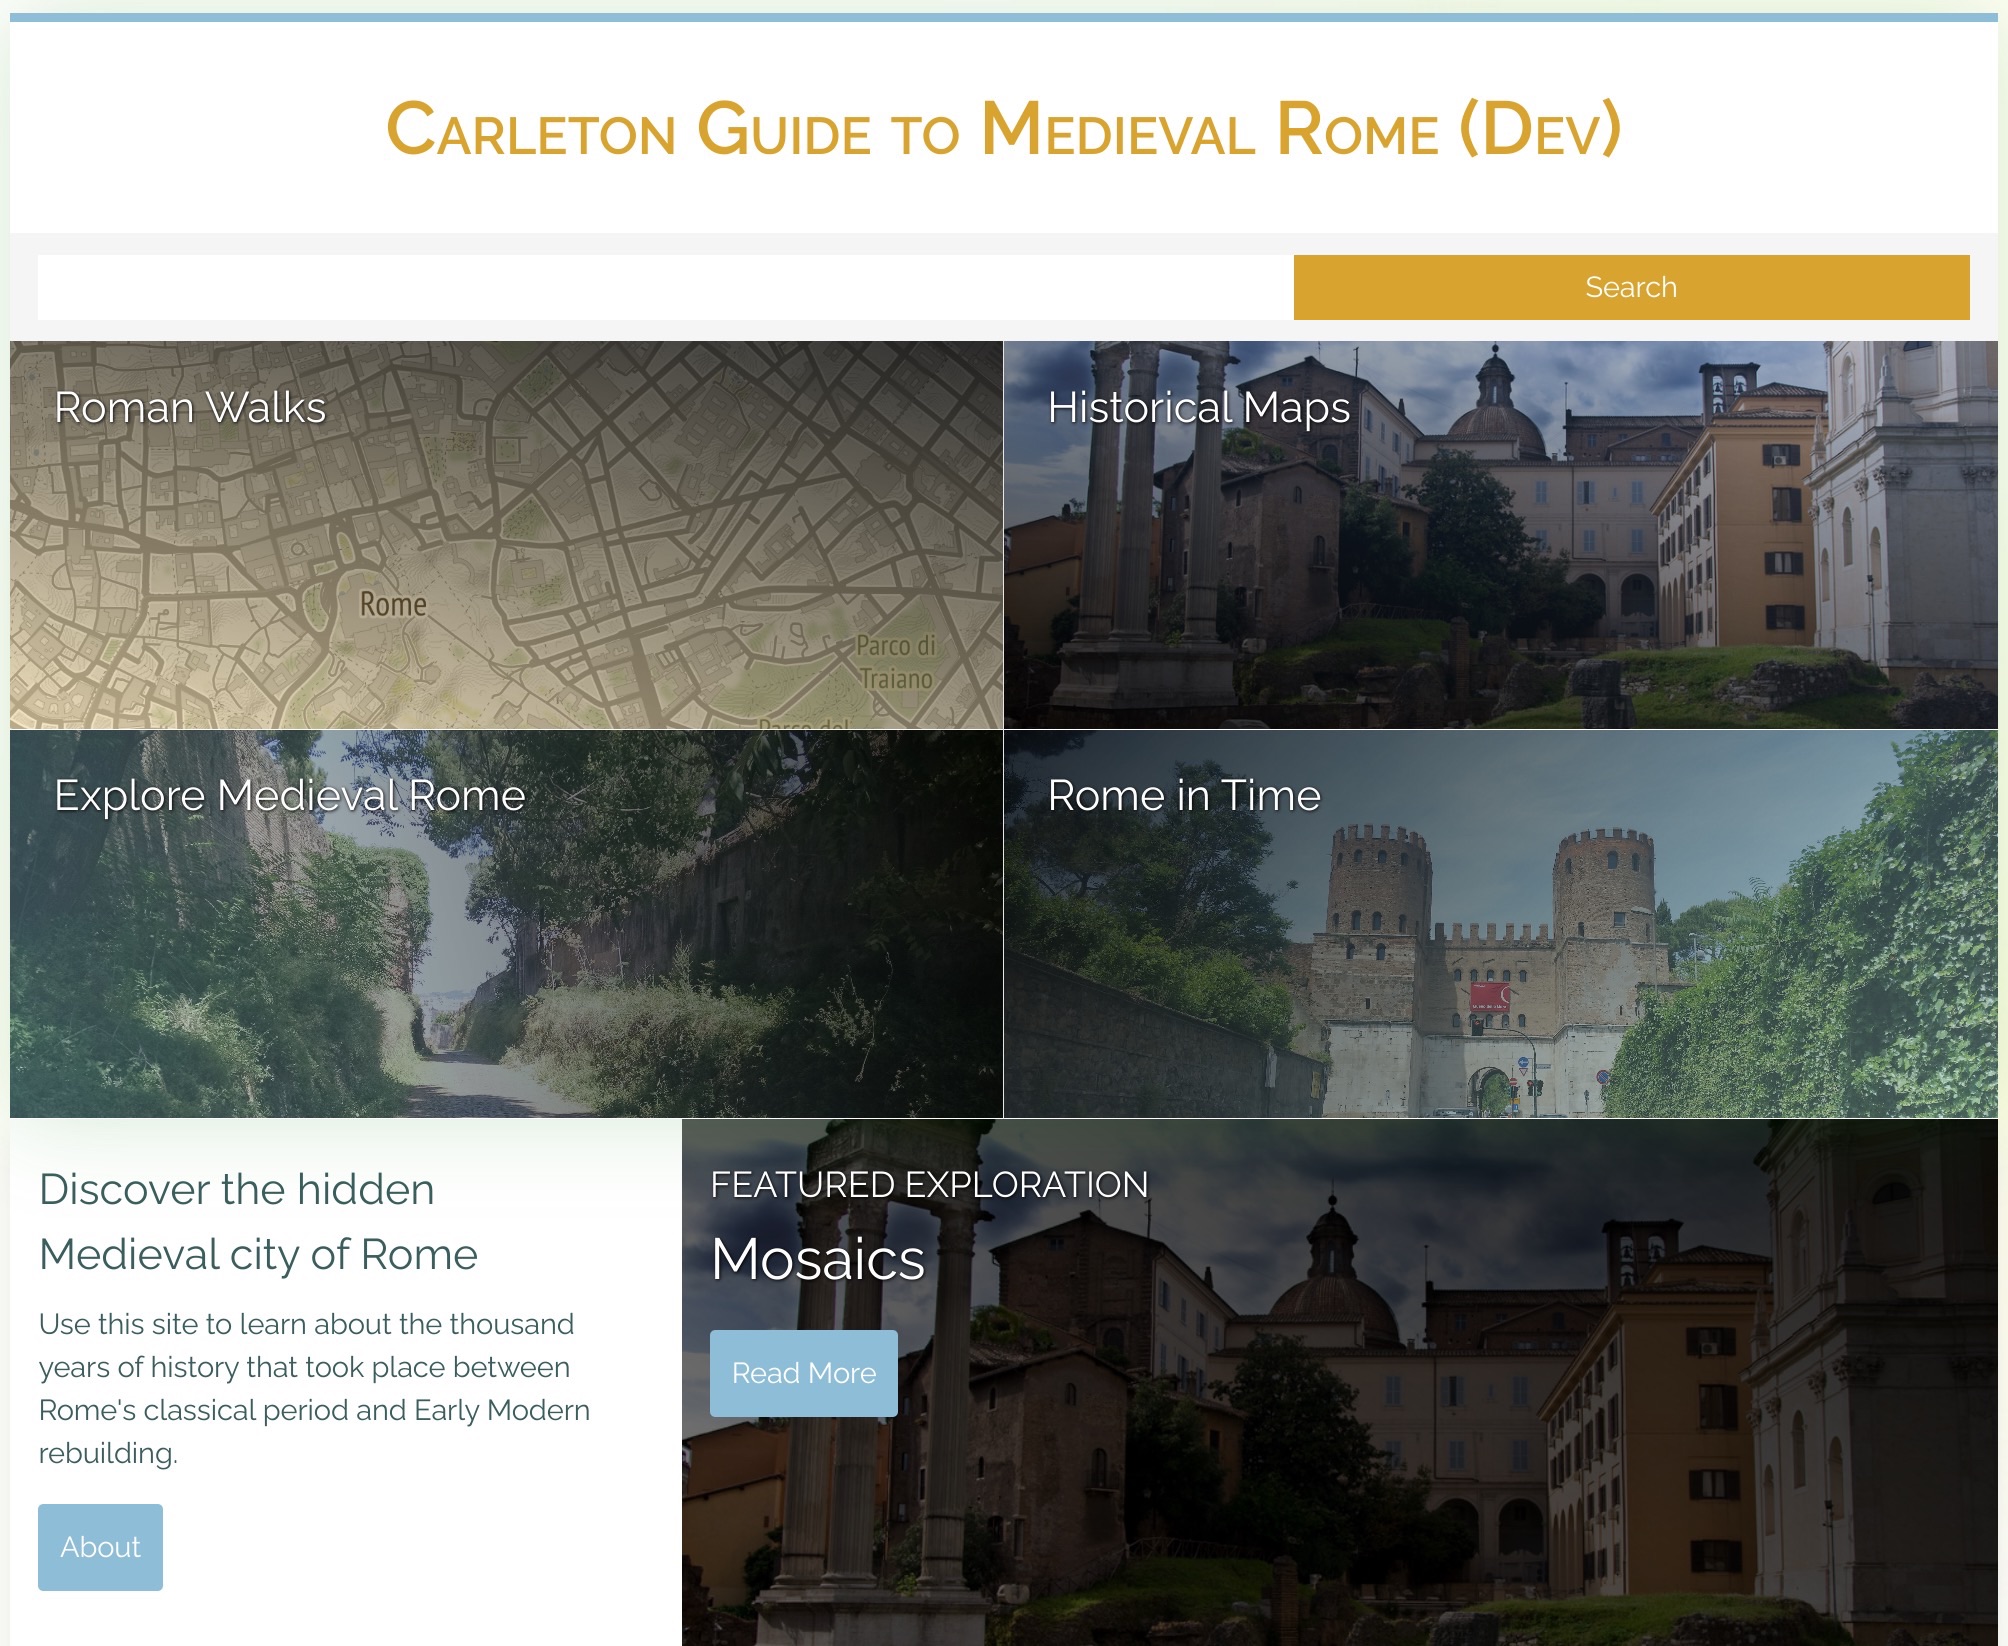 Carleton Guide to Medieval Rome (Dev)
Search
Roman Walks
Historical Maps
Rome
Parco di
Traiano
Explore Medieval Rome
Rome in Time
Discover the hidden
Medieval city of Rome
Use this site to learn about the thousand
years of history that took place between
Rome's classical period and Early Modern
rebuilding.
About
FEATURED EXPLORATION
Mosaics
Read More